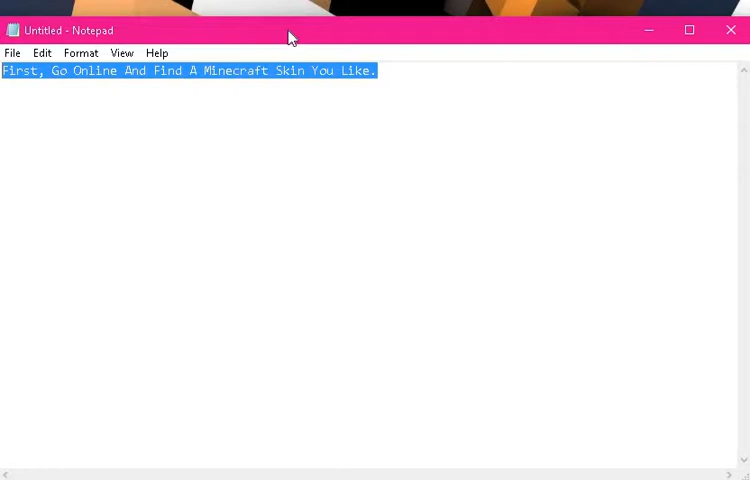 Untitled - Notepad
File Edit Format View Help
First, Go Online And Find A Minecraft Skin You Like.